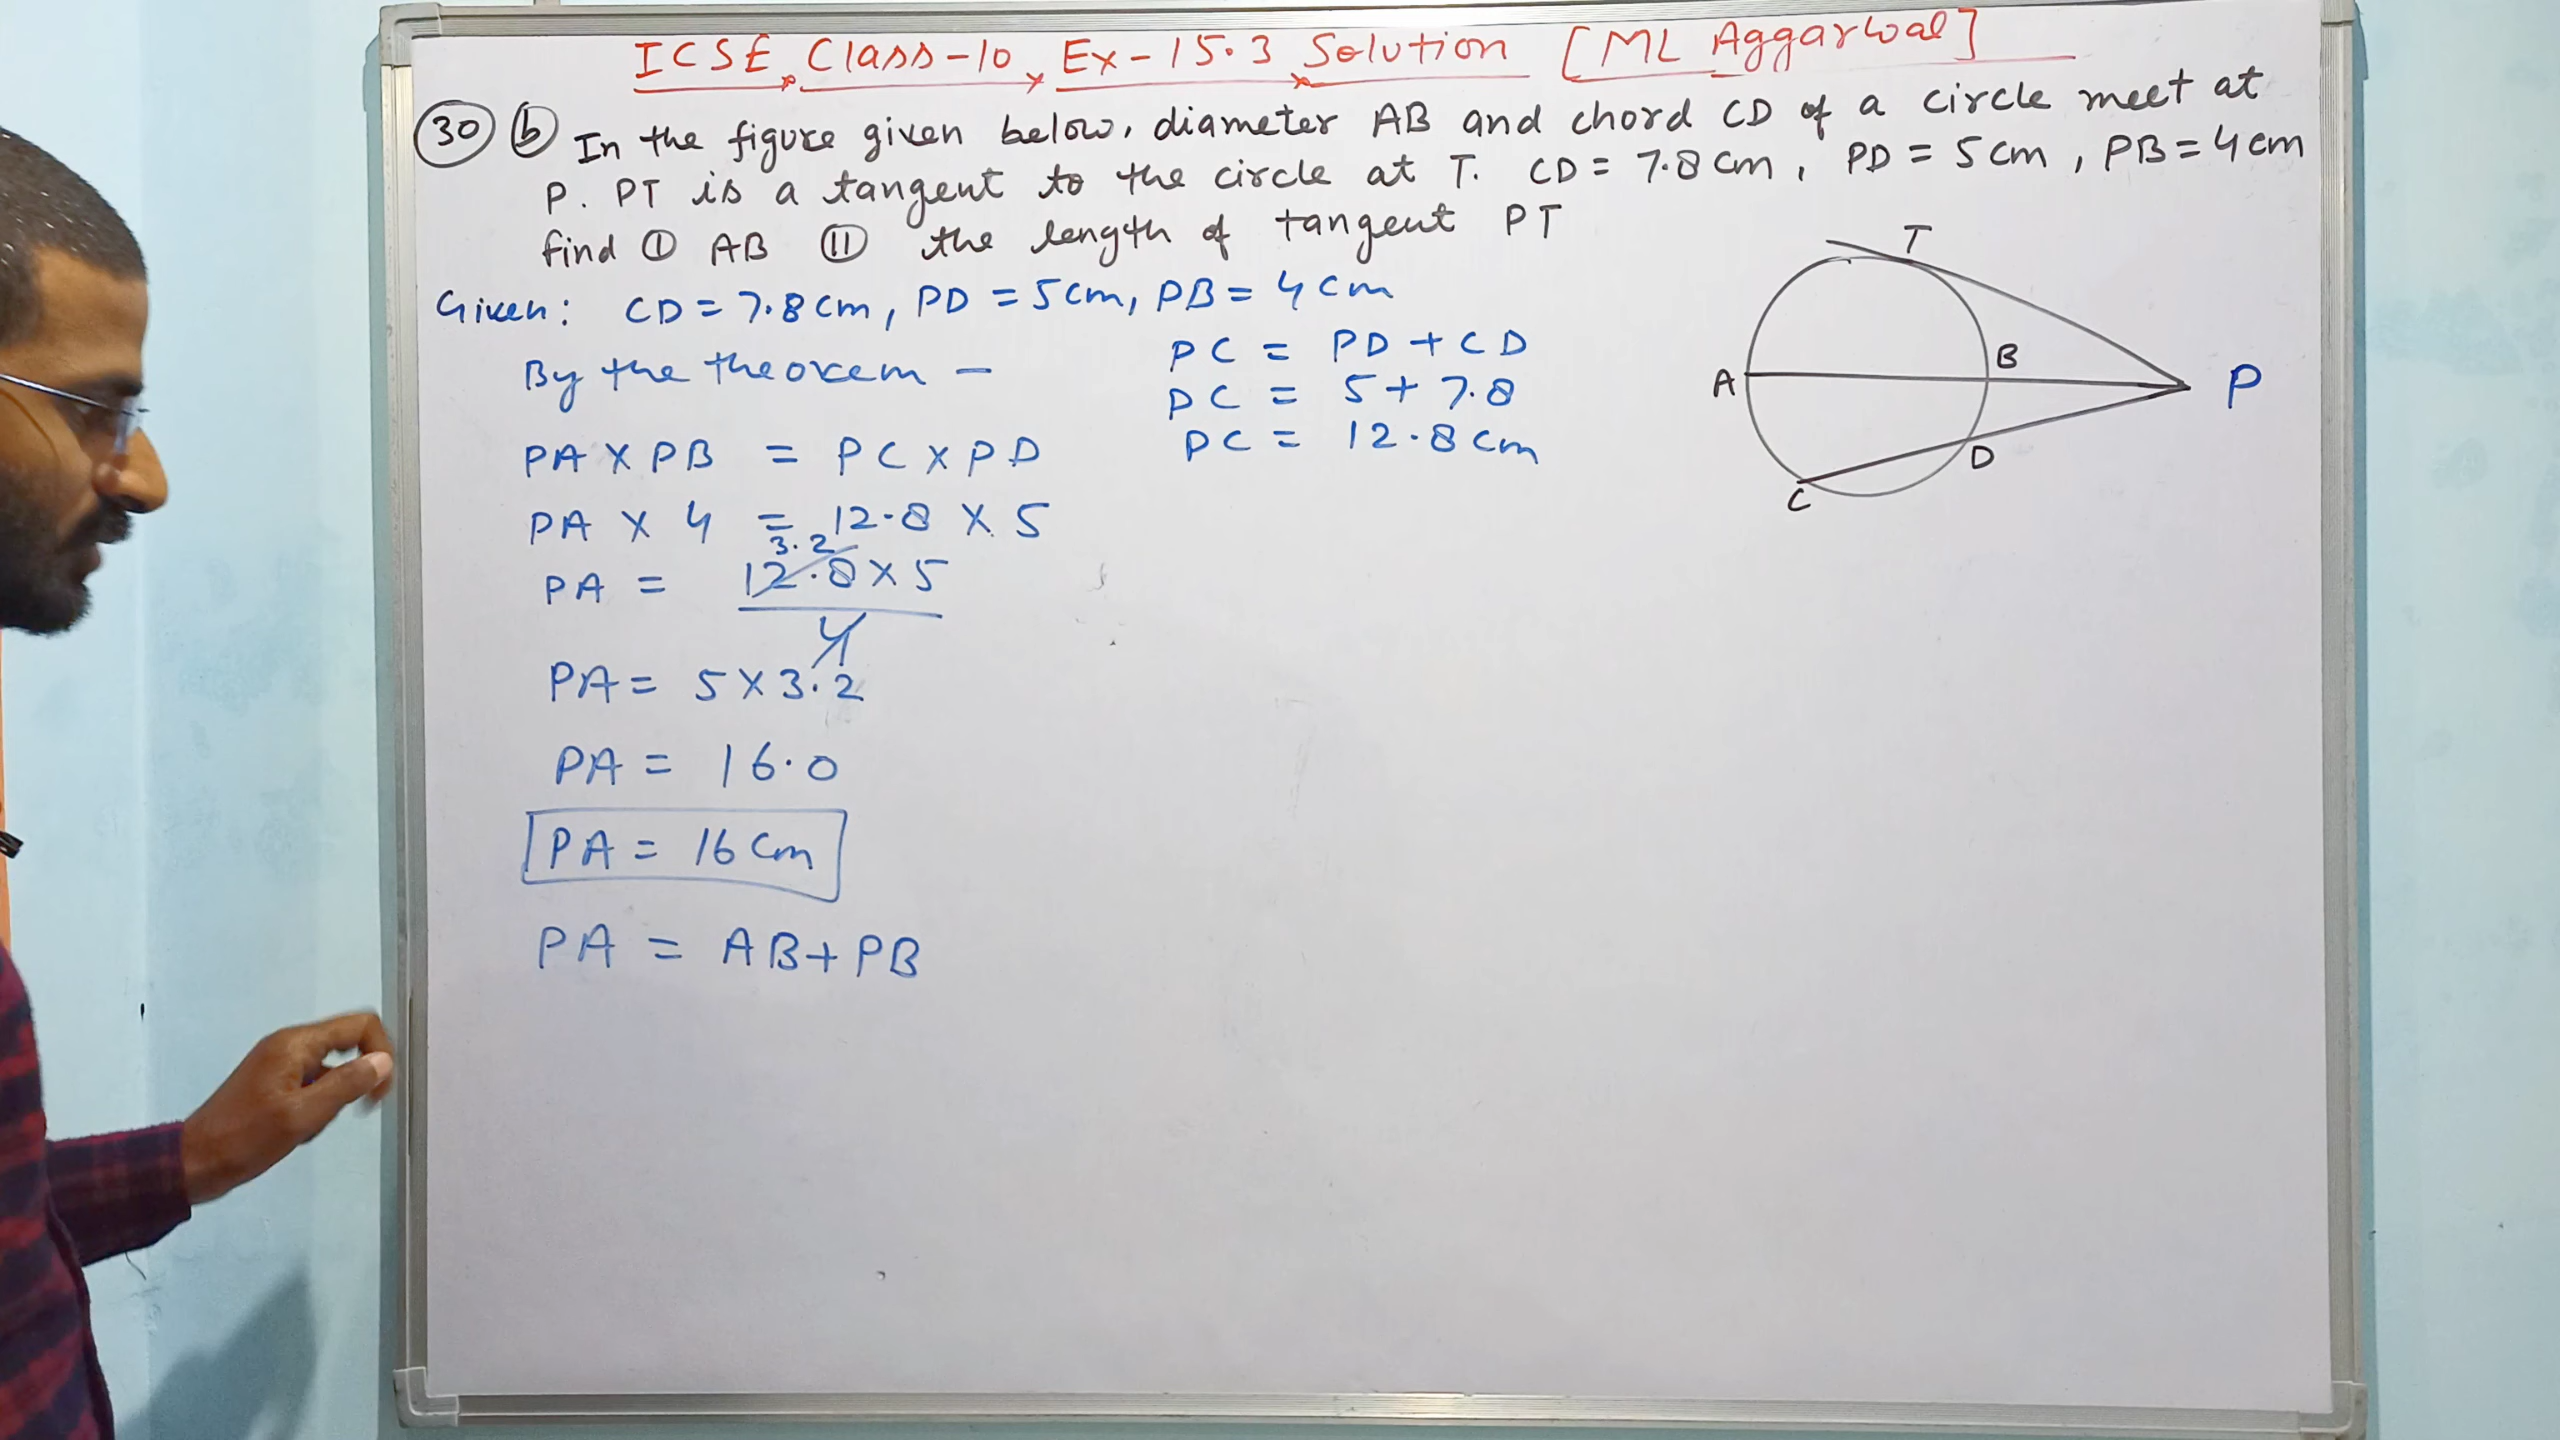 ICSE Class-10 Ex-15.3 Solution [ML Aggarwal]
30 b In the figure given below, diameter AB and chord CD of a circle meet at
P. PT is a tangent to the circle at T. CD = 7.8 cm, PD = 5 cm, PB = 4 cm
find I AB II the length of tangent PT
Given: CD = 7.8 cm, PD = 5 cm, PB = 4 cm
By the theorem -
PA X PB = PC X PD
PA X 4 = 12.8 X 5
3.2
PA = 12.8 X 5
4
PA = 5 X 3.2
PA = 16.0
PA = 16 cm
PA = AB + PB
PC = PD + CD
PC = 5 + 7.8
PC = 12.8 cm
T
A
B
P
D
C